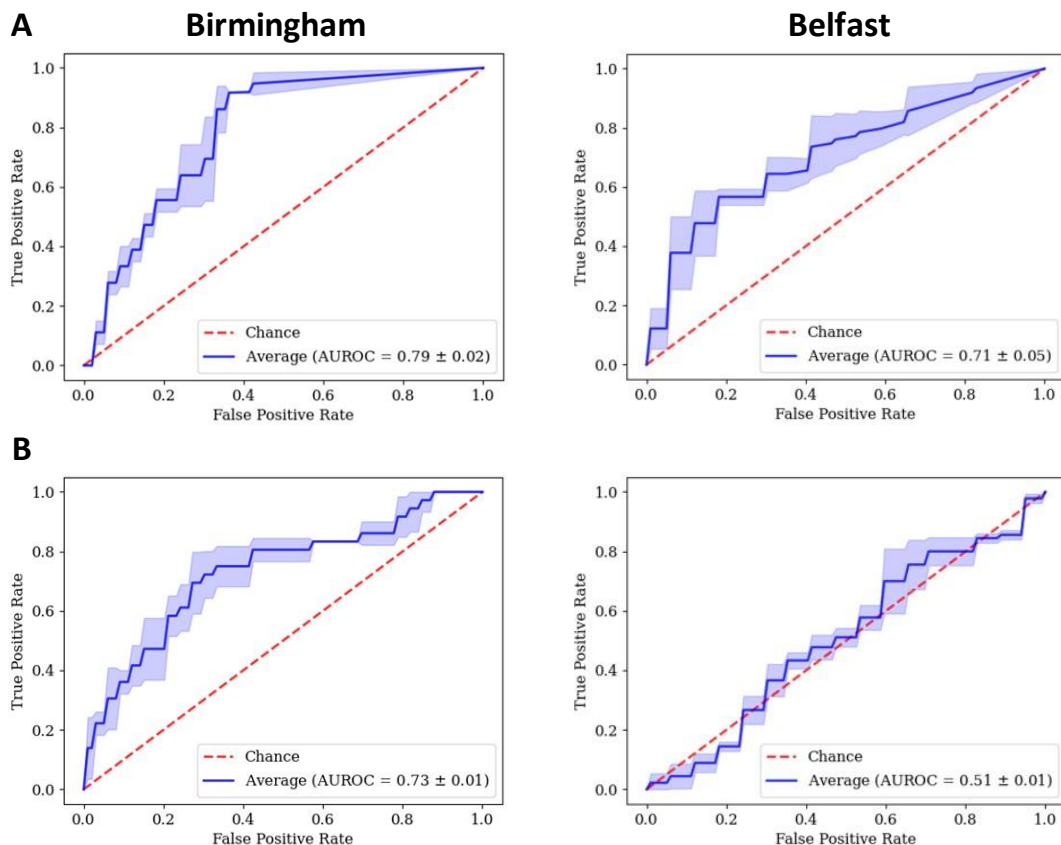 A
Birmingham
Belfast
1.0
0.8
0.6
0.4
0.2
0.0
True Positive Rate
Chance
Average (AUROC = 0.79 ± 0.02)
0.0 0.2 0.4 0.6 0.8 1.0
False Positive Rate
1.0
0.8
0.6
0.4
0.2
0.0
True Positive Rate
Chance
Average (AUROC = 0.71 ± 0.05)
0.0 0.2 0.4 0.6 0.8 1.0
False Positive Rate
B
1.0
0.8
0.6
0.4
0.2
0.0
True Positive Rate
Chance
Average (AUROC = 0.73 ± 0.01)
0.0 0.2 0.4 0.6 0.8 1.0
False Positive Rate
1.0
0.8
0.6
0.4
0.2
0.0
True Positive Rate
Chance
Average (AUROC = 0.51 ± 0.01)
0.0 0.2 0.4 0.6 0.8 1.0
False Positive Rate